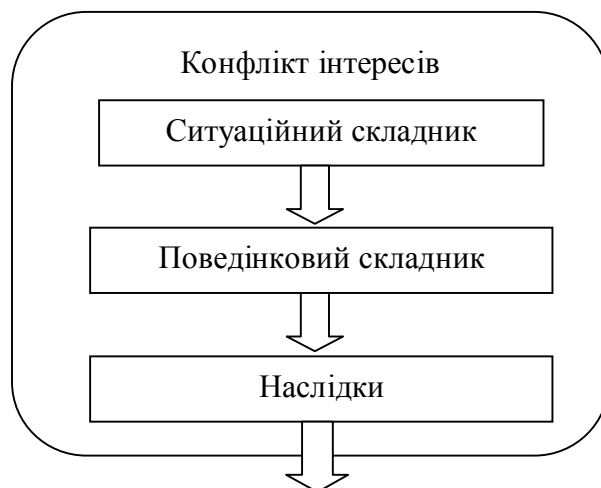 Конфлікт інтересів
Ситуаційний складник
Поведінковий складник
Наслідки